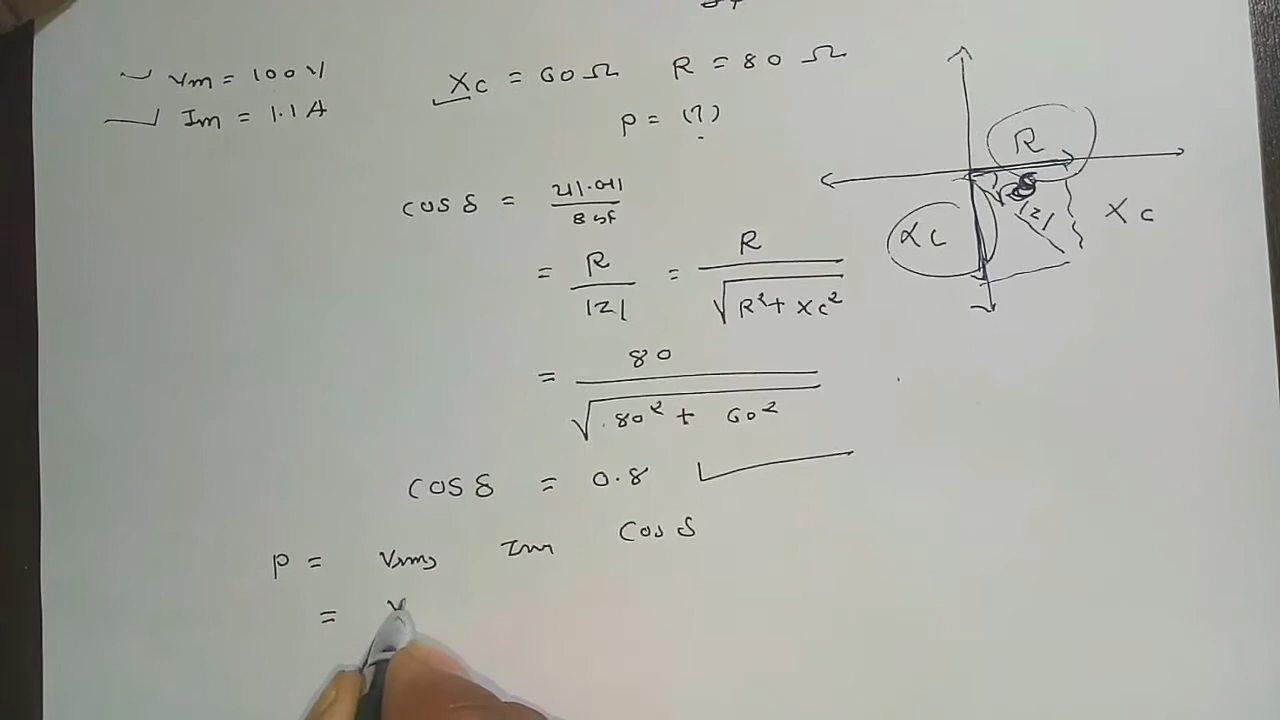 Vm = 100 V
Im = 1.1 A
Xc = 60 Ω R = 80 Ω
P = (?)
R
Xc
|z|
Xc
cos δ =
= R / |z| = R / √R² + Xc²
= 80 / √80² + 60²
cos δ = 0.8
P = Vrms Irms cos δ
= V